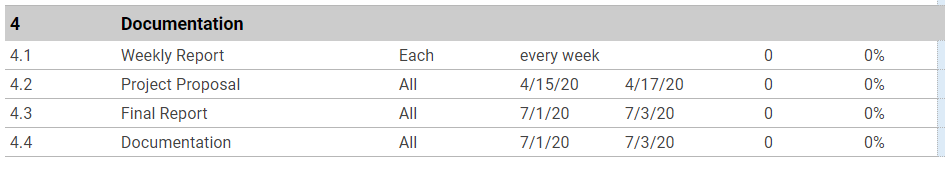 4 Documentation
4.1 Weekly Report Each every week 0 0%
4.2 Project Proposal All 4/15/20 4/17/20 0 0%
4.3 Final Report All 7/1/20 7/3/20 0 0%
4.4 Documentation All 7/1/20 7/3/20 0 0%